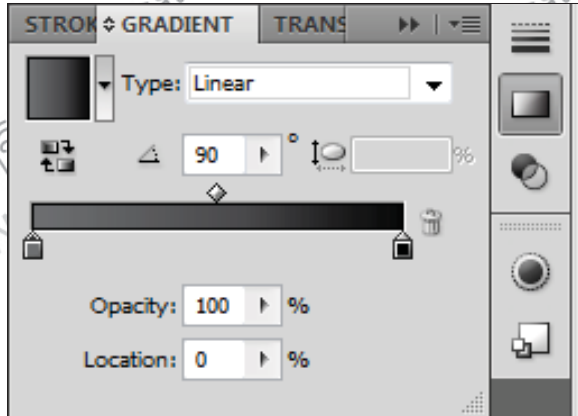 STROK GRADIENT TRANS
Type: Linear
90 ° %
Opacity: 100 %
Location: 0 %